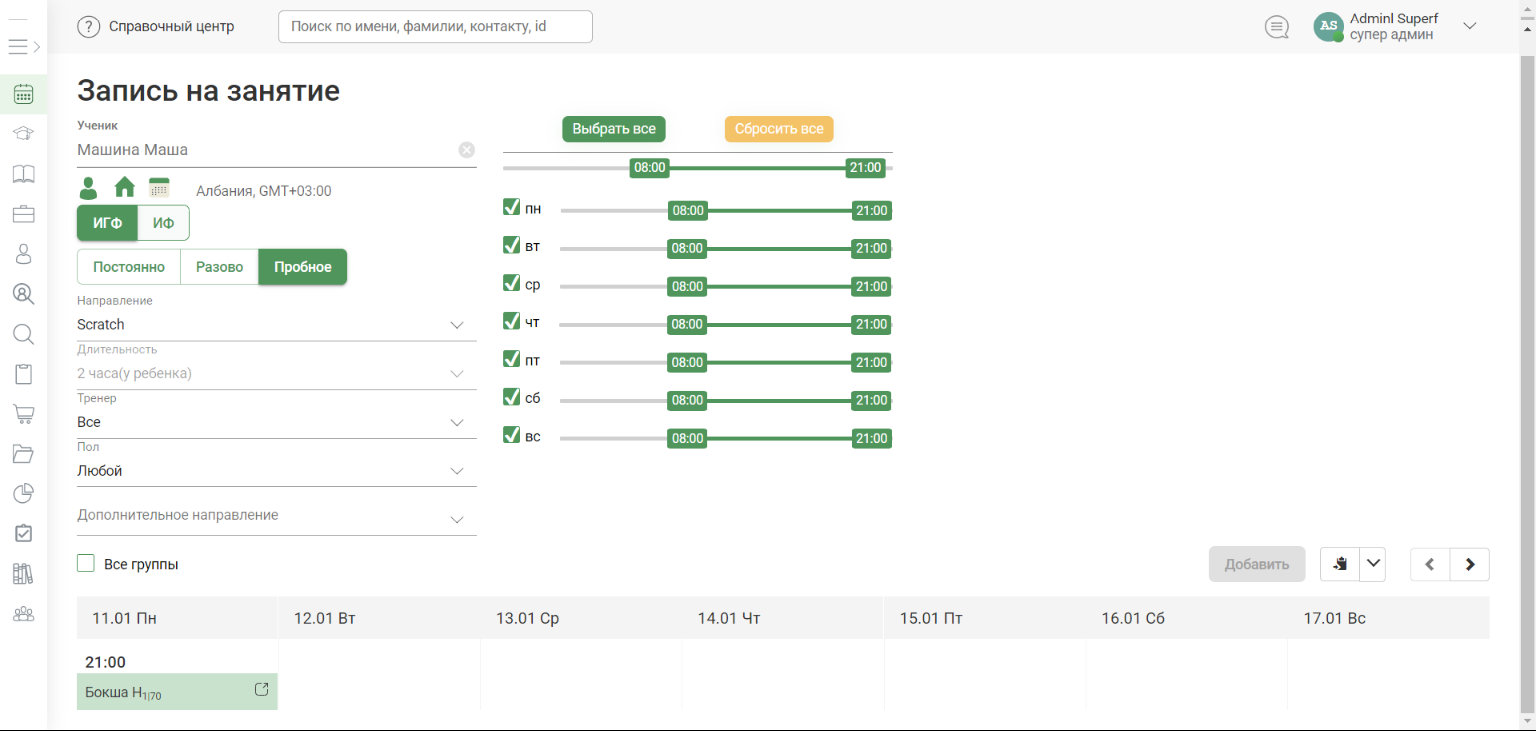 Справочный центр
Поиск по имени, фамилии, контакту, id
AS
Adminl Superf
супер админ
Запись на занятие
Ученик
Машина Маша
Албания, GMT+03:00
ИГФ ИФ
Постоянно Разово Пробное
Направление
Scratch
Длительность
2 часа(у ребенка)
Тренер
Все
Пол
Любой
Дополнительное направление
Все группы
Выбрать все Сбросить все
08:00 21:00
пн 08:00 21:00
вт 08:00 21:00
ср 08:00 21:00
чт 08:00 21:00
пт 08:00 21:00
сб 08:00 21:00
вс 08:00 21:00
Добавить
11.01 Пн 12.01 Вт 13.01 Ср 14.01 Чт 15.01 Пт 16.01 Сб 17.01 Вс
21:00
Бокша Н1|70